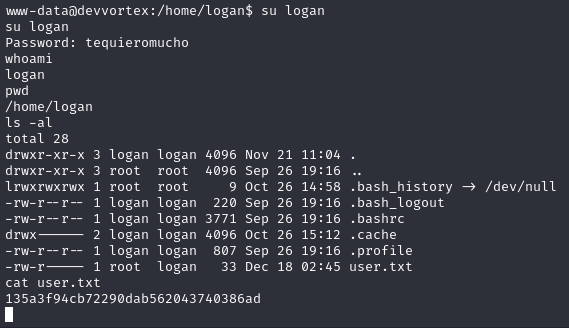 www-data@devvortex:/home/logan$ su logan
su logan
Password: tequieromucho
whoami
logan
pwd
/home/logan
ls -al
total 28
drwxr-xr-x 3 logan logan 4096 Nov 21 11:04 .
drwxr-xr-x 3 root  root  4096 Sep 26 19:16 ..
lrwxrwxrwx 1 root  root     9 Oct 26 14:58 .bash_history -> /dev/null
-rw-r--r-- 1 logan logan  220 Sep 26 19:16 .bash_logout
-rw-r--r-- 1 logan logan 3771 Sep 26 19:16 .bashrc
drwx------ 2 logan logan 4096 Oct 26 15:12 .cache
-rw-r--r-- 1 logan logan  807 Sep 26 19:16 .profile
-rw-r----- 1 root  logan   33 Dec 18 02:45 user.txt
cat user.txt
135a3f94cb72290dab562043740386ad